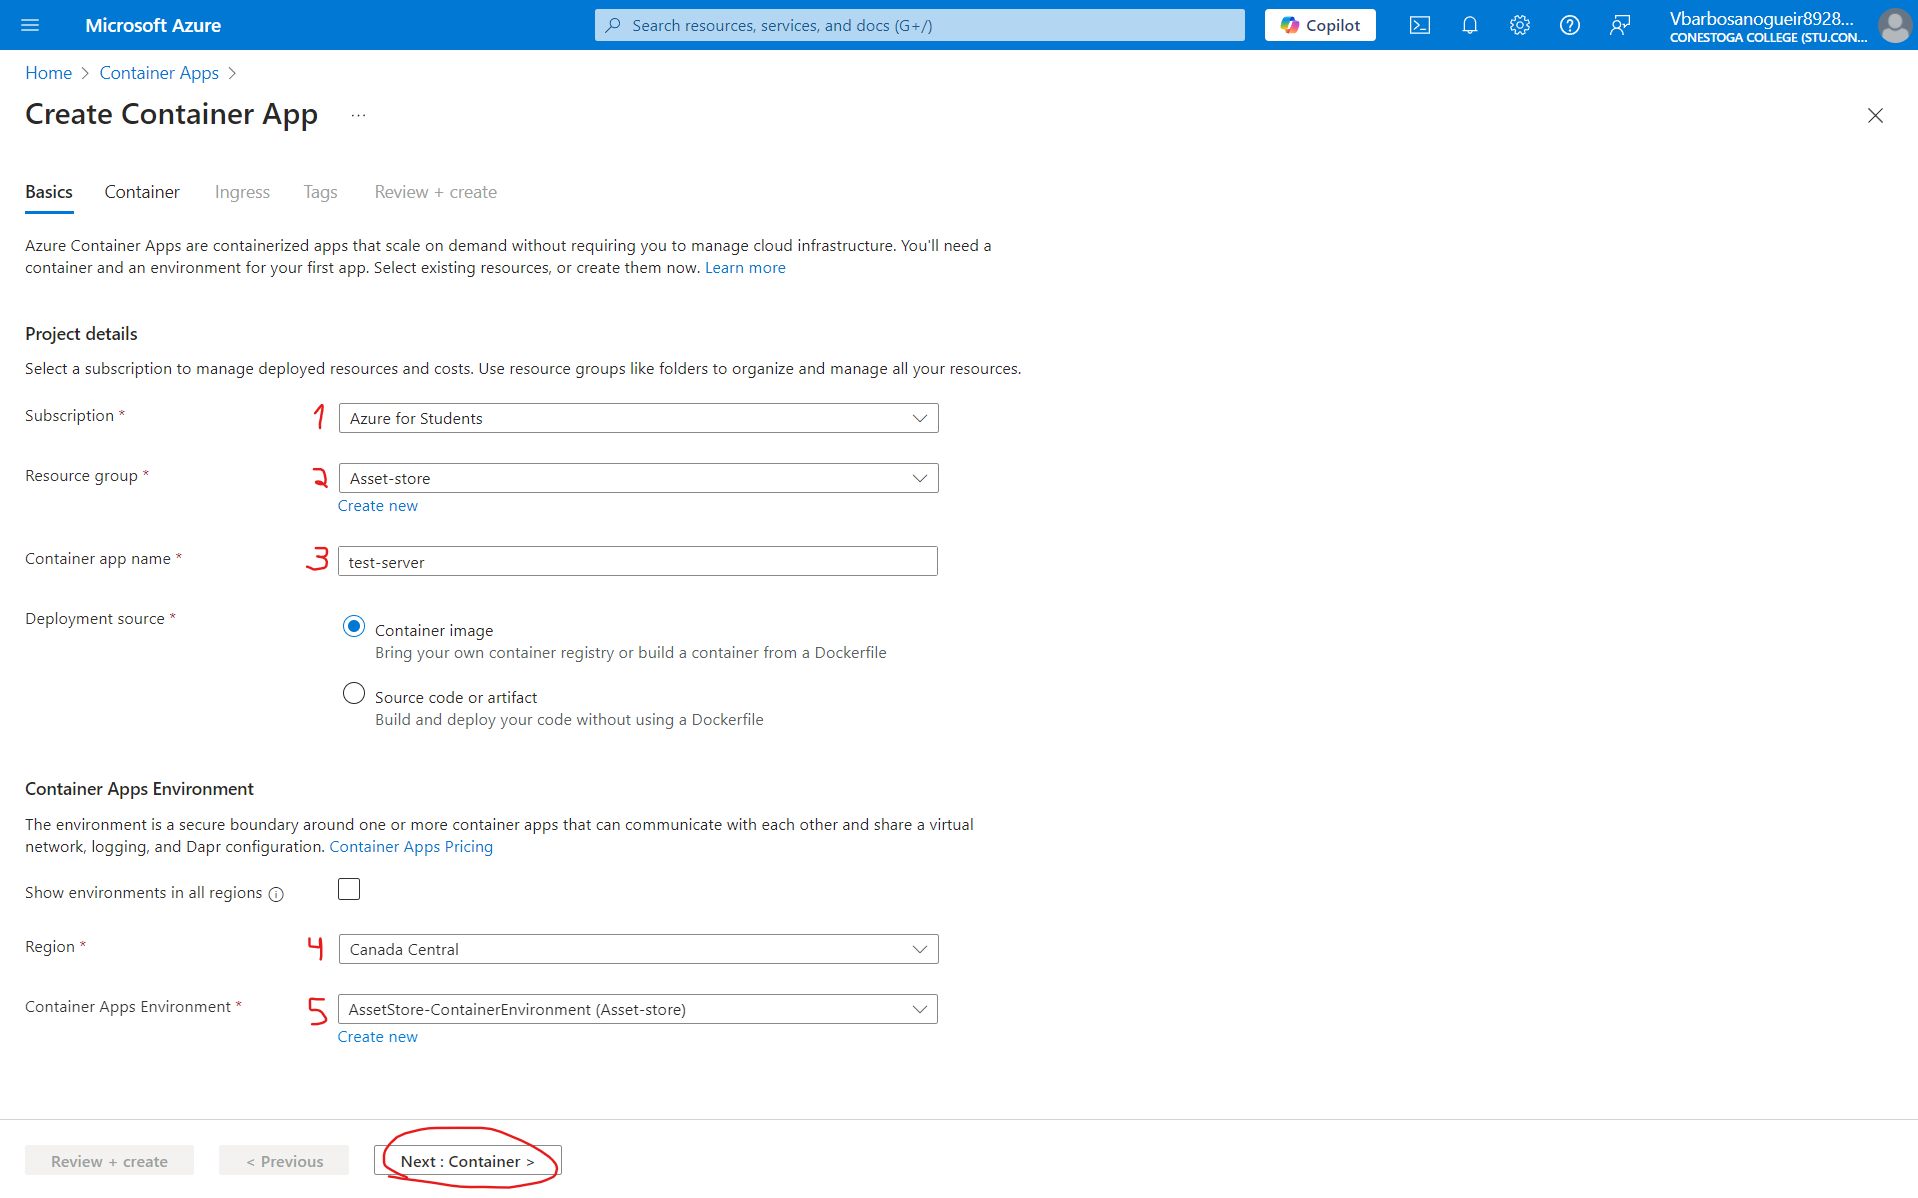 Microsoft Azure
Search resources, services, and docs (G+/)
Copilot
Vbarbosanogueir8928...
CONESTOGA COLLEGE (STU.CON...
Home > Container Apps >
Create Container App ...
Basics Container Ingress Tags Review + create
Azure Container Apps are containerized apps that scale on demand without requiring you to manage cloud infrastructure. You'll need a
container and an environment for your first app. Select existing resources, or create them now. Learn more
Project details
Select a subscription to manage deployed resources and costs. Use resource groups like folders to organize and manage all your resources.
Subscription * 1 Azure for Students
Resource group * 2 Asset-store
Create new
Container app name * 3 test-server
Deployment source *
Container image
Bring your own container registry or build a container from a Dockerfile
Source code or artifact
Build and deploy your code without using a Dockerfile
Container Apps Environment
The environment is a secure boundary around one or more container apps that can communicate with each other and share a virtual
network, logging, and Dapr configuration. Container Apps Pricing
Show environments in all regions
Region * 4 Canada Central
Container Apps Environment * 5 AssetStore-ContainerEnvironment (Asset-store)
Create new
Review + create < Previous Next : Container >